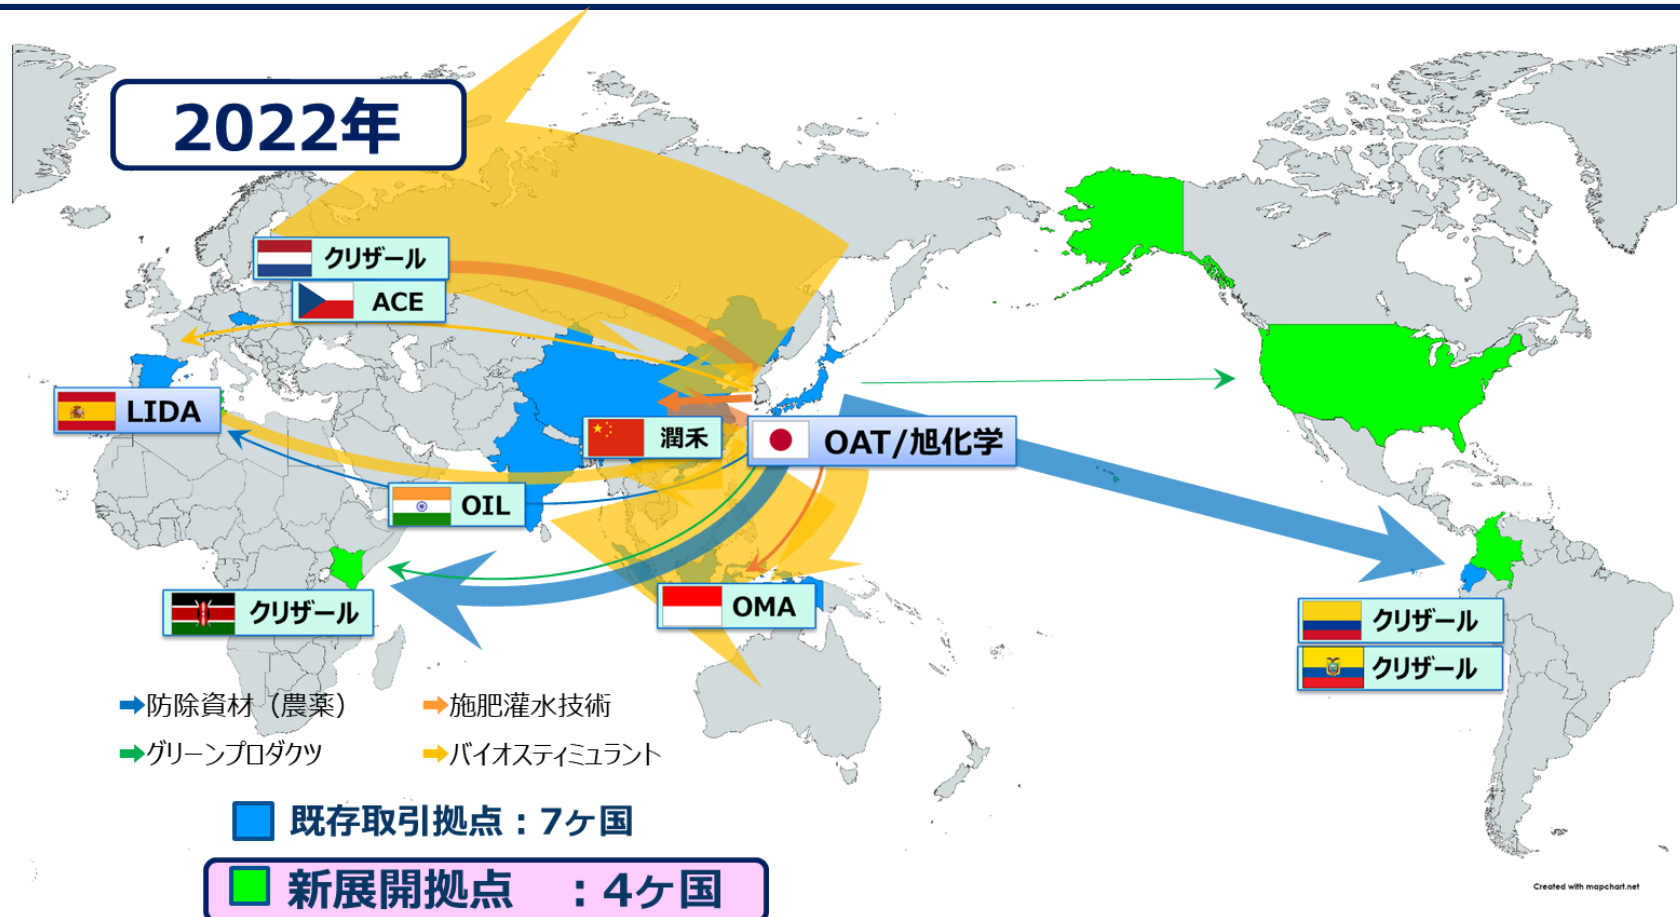 2022年
クリザール
ACE
LIDA
潤禾
OAT/旭化学
OIL
クリザール
OMA
クリザール
クリザール
➡防除資材（農薬）
➡施肥灌水技術
➡グリーンプロダクツ
➡バイオスティミュラント
既存取引拠点：7ヶ国
新展開拠点 ：4ヶ国
Created with mapchart.net